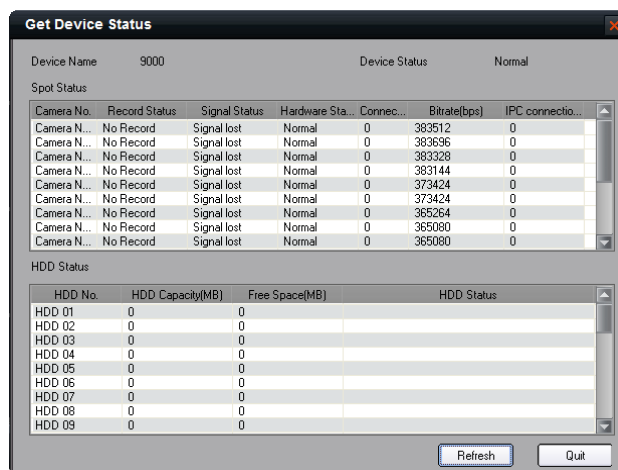 Get Device Status
Device Name 9000 Device Status Normal
Spot Status
Camera No. Record Status Signal Status Hardware Sta... Connec... Bitrate(bps) IPC connectio...
Camera N... No Record Signal lost Normal 0 383512 0
Camera N... No Record Signal lost Normal 0 383696 0
Camera N... No Record Signal lost Normal 0 383328 0
Camera N... No Record Signal lost Normal 0 383144 0
Camera N... No Record Signal lost Normal 0 373424 0
Camera N... No Record Signal lost Normal 0 373424 0
Camera N... No Record Signal lost Normal 0 365264 0
Camera N... No Record Signal lost Normal 0 365080 0
Camera N... No Record Signal lost Normal 0 365080 0
HDD Status
HDD No. HDD Capacity(MB) Free Space(MB) HDD Status
HDD 01 0 0
HDD 02 0 0
HDD 03 0 0
HDD 04 0 0
HDD 05 0 0
HDD 06 0 0
HDD 07 0 0
HDD 08 0 0
HDD 09 0 0
Refresh Quit